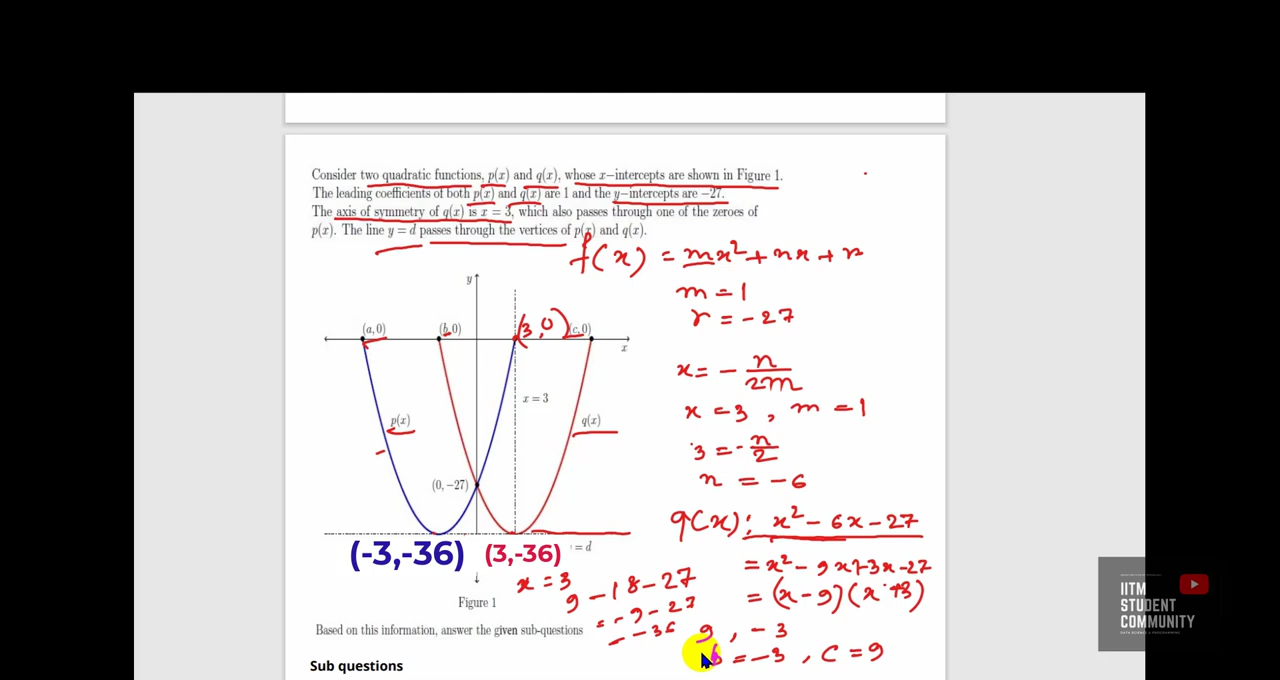 Consider two quadratic functions, p(x) and q(x), whose x−intercepts are shown in Figure 1.
The leading coefficients of both p(x) and q(x) are 1 and the y−intercepts are −27.
The axis of symmetry of q(x) is x = 3, which also passes through one of the zeroes of
p(x). The line y = d passes through the vertices of p(x) and q(x).
f(x) = mx² + nx + r
m = 1
r = −27
y
(a,0)
(b,0)
(3,0)
(c,0)
x
x = − n/2m
x = 3
x = 3, m = 1
p(x)
q(x)
3 = − n/2
n = −6
(0, −27)
q(x): x² − 6x − 27
(-3,-36)
(3,-36)
= d
= x² − 9x + 3x − 27
x = 3
9 − 18 − 27
= (x − 9)(x + 3)
= −9 − 27
= −36
9, −3
b = −3, c = 9
Figure 1
Based on this information, answer the given sub-questions
Sub questions
IITM
STUDENT
COMMUNITY
DATA SCIENCE & PROGRAMMING